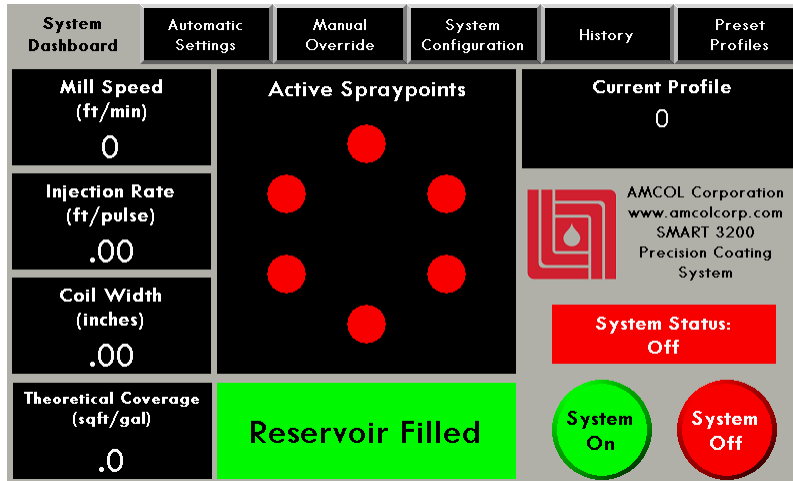 System
Dashboard
Automatic
Settings
Manual
Override
System
Configuration
History
Preset
Profiles
Mill Speed
(ft/min)
0
Injection Rate
(ft/pulse)
.00
Coil Width
(inches)
.00
Theoretical Coverage
(sqft/gal)
.0
Active Spraypoints
Reservoir Filled
Current Profile
0
AMCOL Corporation
www.amcolcorp.com
SMART 3200
Precision Coating
System
System Status:
Off
System
On
System
Off